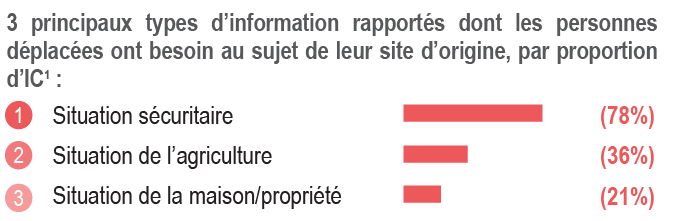 3 principaux types d’information rapportés dont les personnes
déplacées ont besoin au sujet de leur site d’origine, par proportion
d’IC¹ :
1 Situation sécuritaire (78%)
2 Situation de l’agriculture (36%)
3 Situation de la maison/propriété (21%)